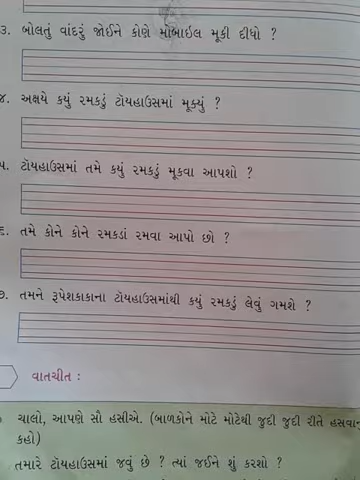 ૩. બોલતું વાંદરું જોઈને કોણે મોબાઈલ મૂકી દીધો ?
૪. અક્ષયે કયું રમકડું ટૉયહાઉસમાં મૂક્યું ?
૫. ટૉયહાઉસમાં તમે કયું રમકડું મૂકવા આપશો ?
૬. તમે કોને કોને રમકડાં રમવા આપો છો ?
૭. તમને રૂપેશકાકાના ટૉયહાઉસમાંથી કયું રમકડું લેવું ગમશે ?
વાતચીત :
ચાલો, આપણે સૌ હસીએ. (બાળકોને મોટે મોટેથી જુદી જુદી રીતે હસવાનું
કહો)
તમારે ટૉયહાઉસમાં જવું છે ? ત્યાં જઈને શું કરશો ?